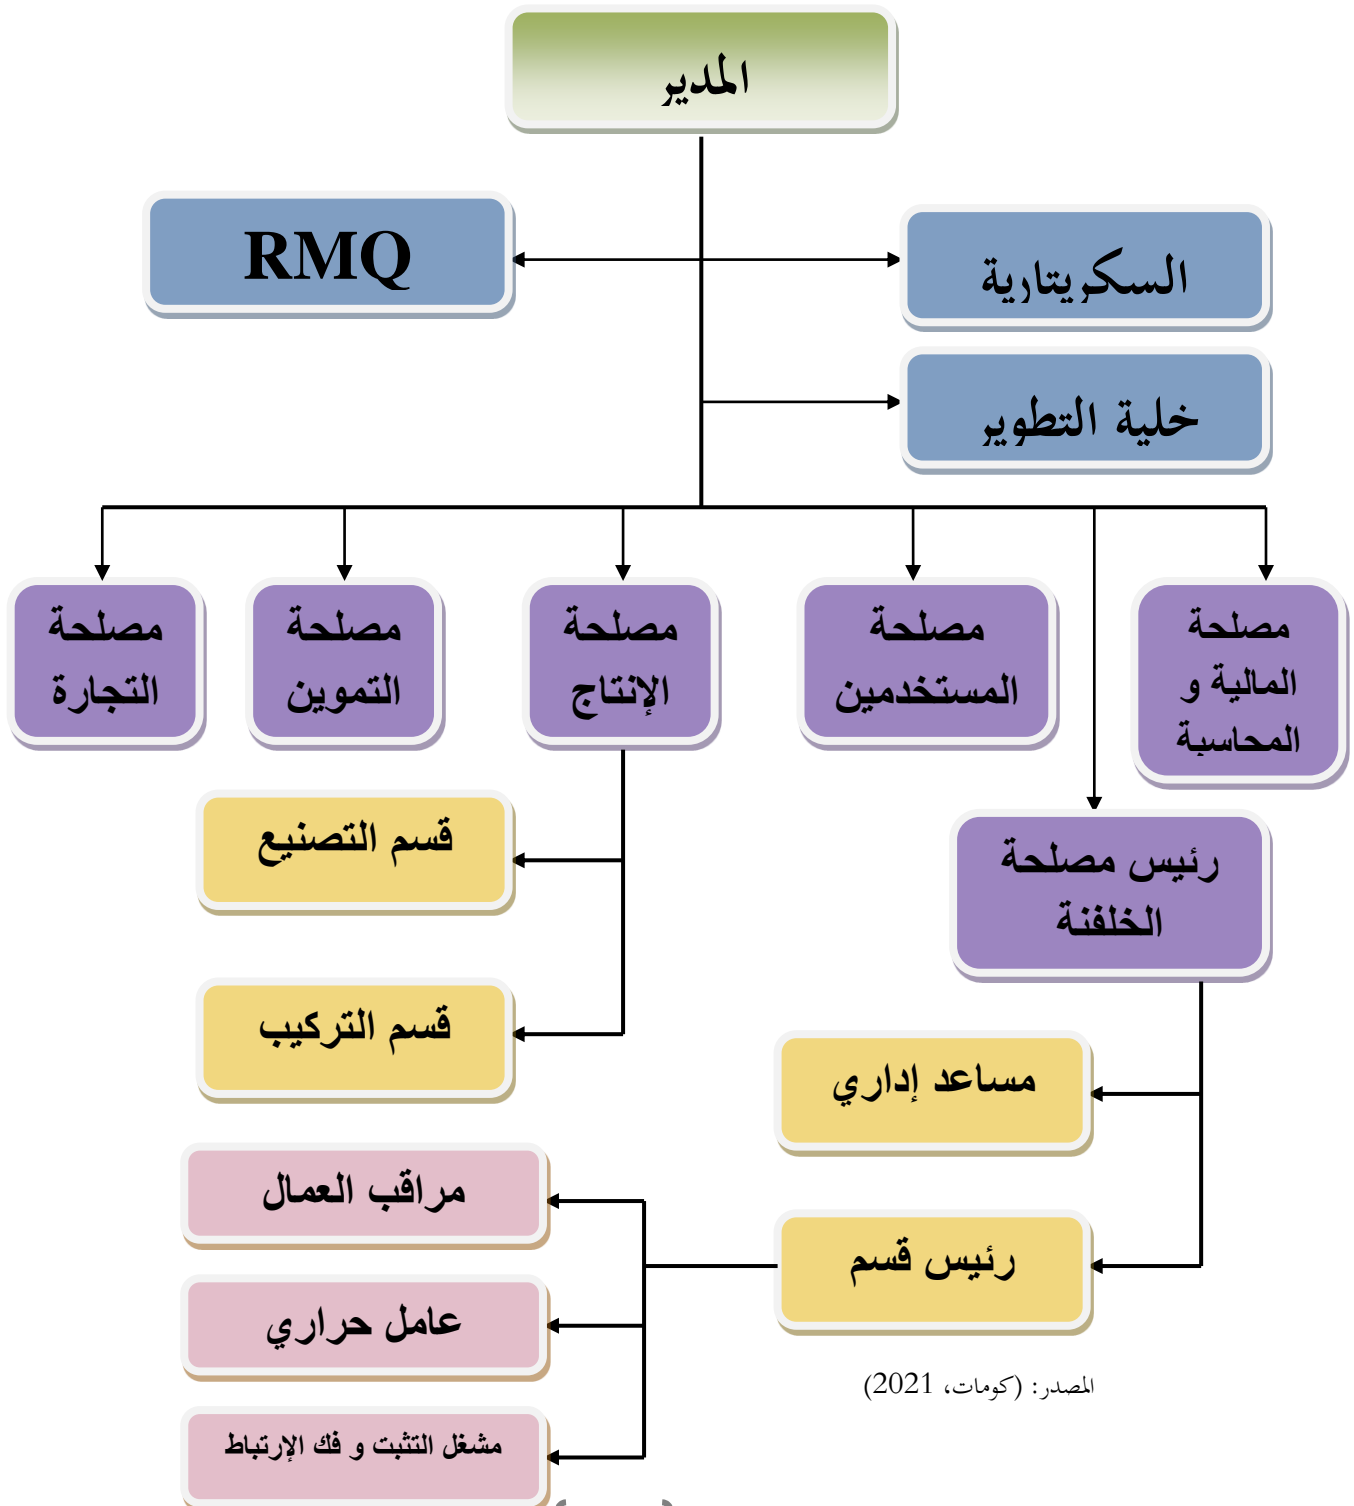 المدير
RMQ
السكريتارية
خلية التطوير
مصلحة
المالية و
المحاسبة
مصلحة
المستخدمين
مصلحة
الإنتاج
مصلحة
التموين
مصلحة
التجارة
قسم التصنيع
رئيس مصلحة
الخلفنة
قسم التركيب
مساعد إداري
مراقب العمال
رئيس قسم
عامل حراري
المصدر: (كومات، 2021)
مشغل التثبت و فك الإرتباط